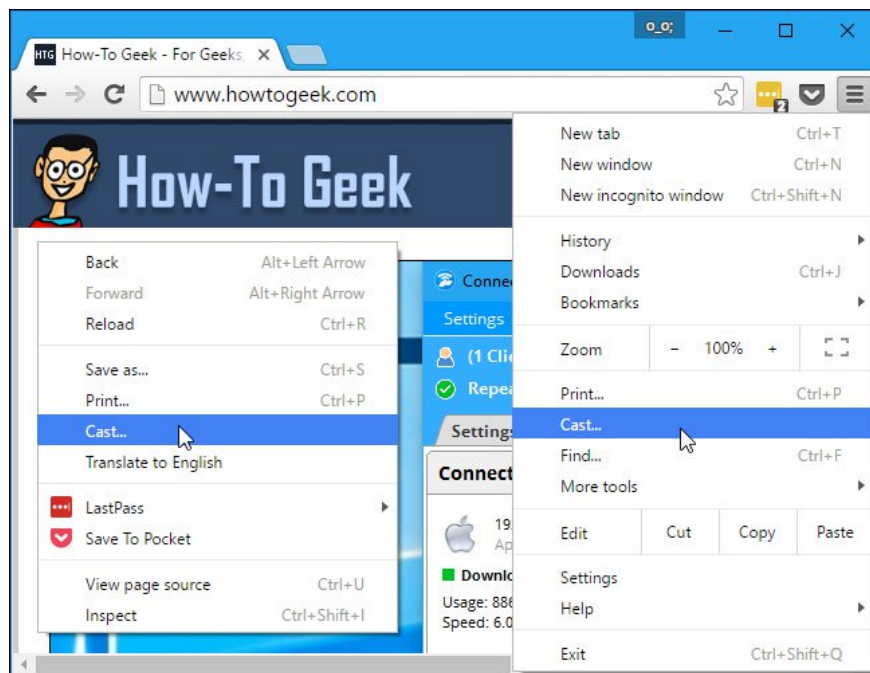 o_o;
HTG How-To Geek - For Geeks,
www.howtogeek.com
2
How-To Geek
Back Alt+Left Arrow
Forward Alt+Right Arrow
Reload Ctrl+R
Save as... Ctrl+S
Print... Ctrl+P
Cast...
Translate to English
LastPass
Save To Pocket
View page source Ctrl+U
Inspect Ctrl+Shift+I
Settings
(1
Connect
Usage:
Speed:
New tab Ctrl+T
New window Ctrl+N
New incognito window Ctrl+Shift+N
History
Downloads Ctrl+J
Bookmarks
Zoom - 100% +
Print... Ctrl+P
Cast...
Find... Ctrl+F
More tools
Edit Cut Copy Paste
Settings
Help
Exit Ctrl+Shift+Q